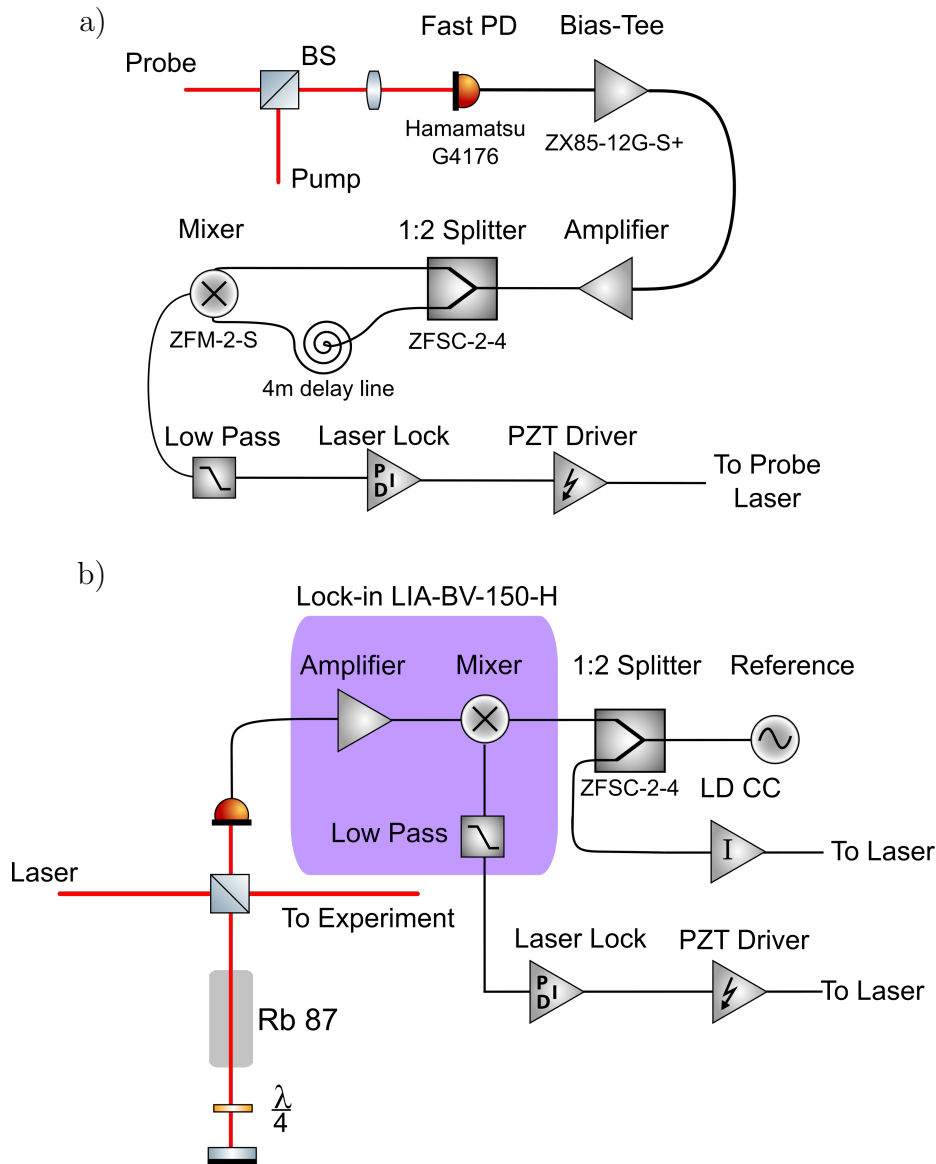 a)
Fast PD
Bias-Tee
Probe
BS
Hamamatsu
G4176
ZX85-12G-S+
Pump
Mixer
1:2 Splitter
Amplifier
ZFM-2-S
ZFSC-2-4
4m delay line
Low Pass
Laser Lock
PZT Driver
P
I
D
To Probe
Laser
b)
Lock-in LIA-BV-150-H
Amplifier
Mixer
1:2 Splitter
Reference
ZFSC-2-4
LD CC
Low Pass
I
To Laser
Laser
To Experiment
Laser Lock
PZT Driver
P
I
D
To Laser
Rb 87
λ
4